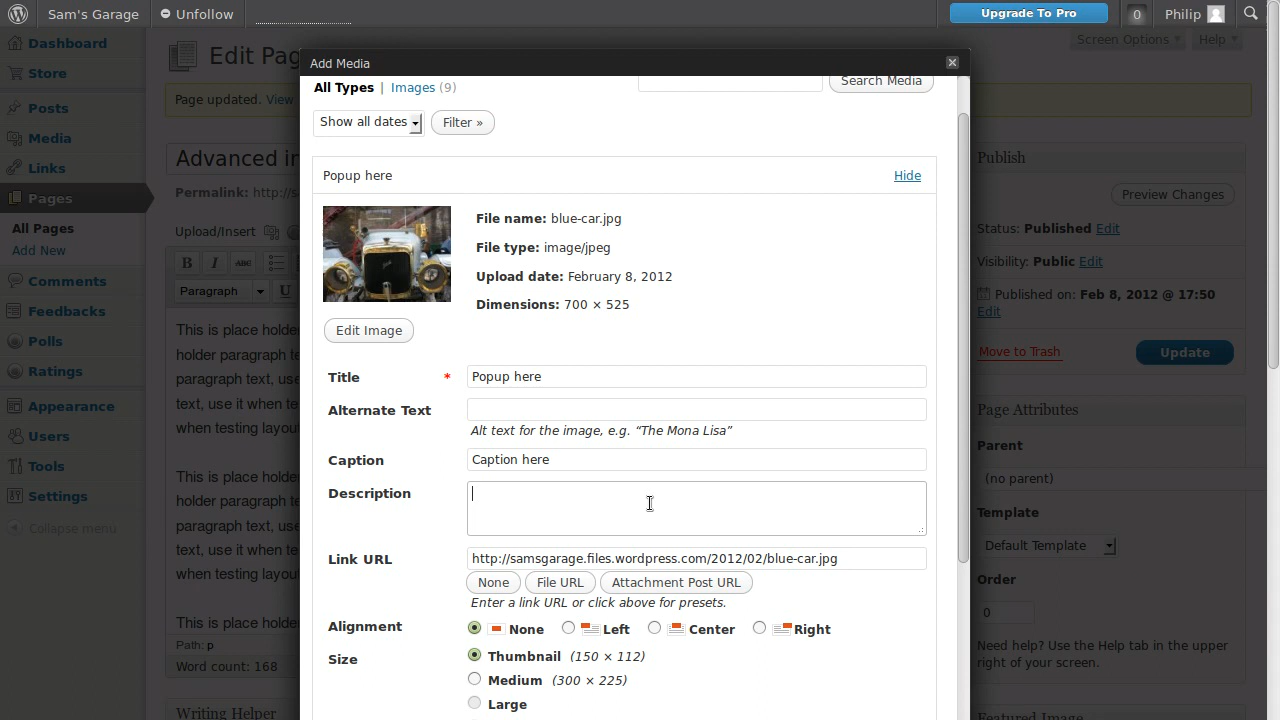 Sam's Garage
Unfollow
Upgrade To Pro
0
Philip
Dashboard
Store
Posts
Media
Links
Pages
All Pages
Add New
Comments
Feedbacks
Polls
Ratings
Appearance
Users
Tools
Settings
Collapse menu
Edit Pag
Screen Options
Help
Page updated. View
Advanced i
Permalink: http://s
Upload/Insert
B I ABC
Paragraph U
This is place holde
holder paragraph te
paragraph text, use
text, use it when te
when testing layou
This is place holde
holder paragraph te
paragraph text, use
text, use it when te
when testing layou
This is place holde
Path: p
Word count: 168
Writing Helper
Add Media
All Types | Images (9)
Search Media
Show all dates
Filter »
Popup here
Hide
File name: blue-car.jpg
File type: image/jpeg
Upload date: February 8, 2012
Dimensions: 700 × 525
Edit Image
Title * Popup here
Alternate Text
Alt text for the image, e.g. “The Mona Lisa”
Caption Caption here
Description
Link URL http://samsgarage.files.wordpress.com/2012/02/blue-car.jpg
None File URL Attachment Post URL
Enter a link URL or click above for presets.
Alignment None Left Center Right
Size Thumbnail (150 × 112)
Medium (300 × 225)
Large
Publish
Preview Changes
Status: Published Edit
Visibility: Public Edit
Published on: Feb 8, 2012 @ 17:50
Edit
Move to Trash
Update
Page Attributes
Parent
(no parent)
Template
Default Template
Order
0
Need help? Use the Help tab in the upper
right of your screen.
Featured Image